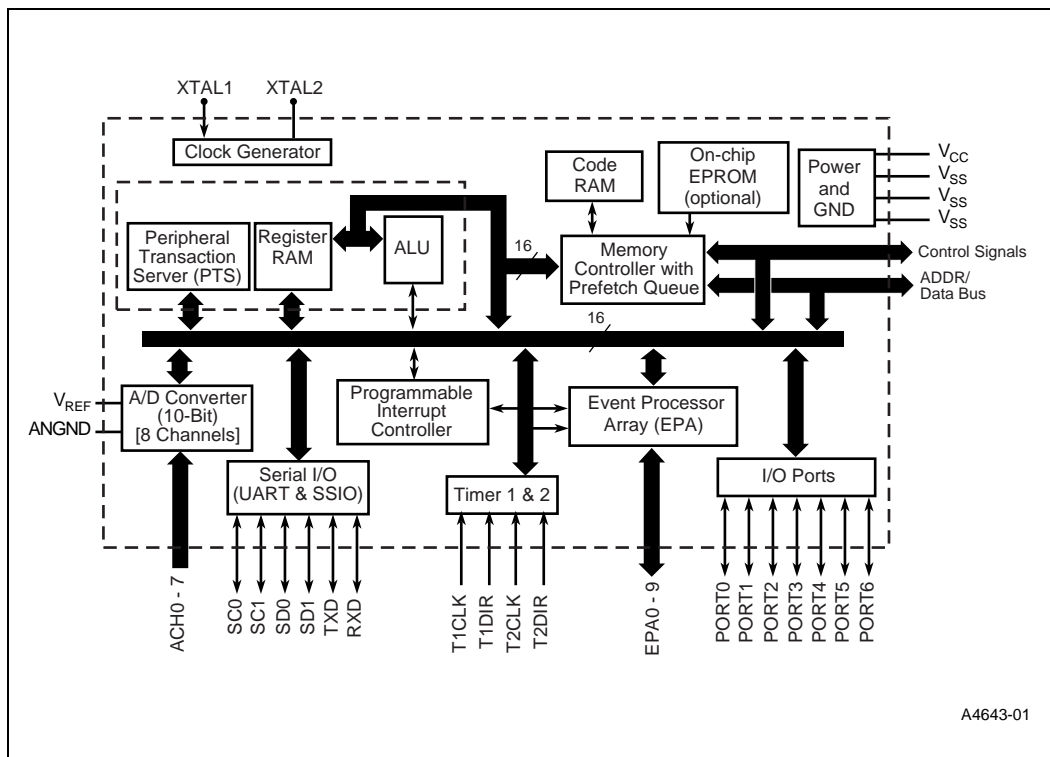 XTAL1
XTAL2
Clock Generator
Code
RAM
On-chip
EPROM
(optional)
Power
and
GND
VCC
VSS
VSS
VSS
Peripheral
Transaction
Server (PTS)
Register
RAM
ALU
16
Memory
Controller with
Prefetch Queue
Control Signals
ADDR/
Data Bus
16
VREF
ANGND
A/D Converter
(10-Bit)
[8 Channels]
Programmable
Interrupt
Controller
Event Processor
Array (EPA)
Serial I/O
(UART & SSIO)
Timer 1 & 2
I/O Ports
ACH0 - 7
SC0
SC1
SD0
SD1
TXD
RXD
T1CLK
T1DIR
T2CLK
T2DIR
EPA0 - 9
PORT0
PORT1
PORT2
PORT3
PORT4
PORT5
PORT6
A4643-01